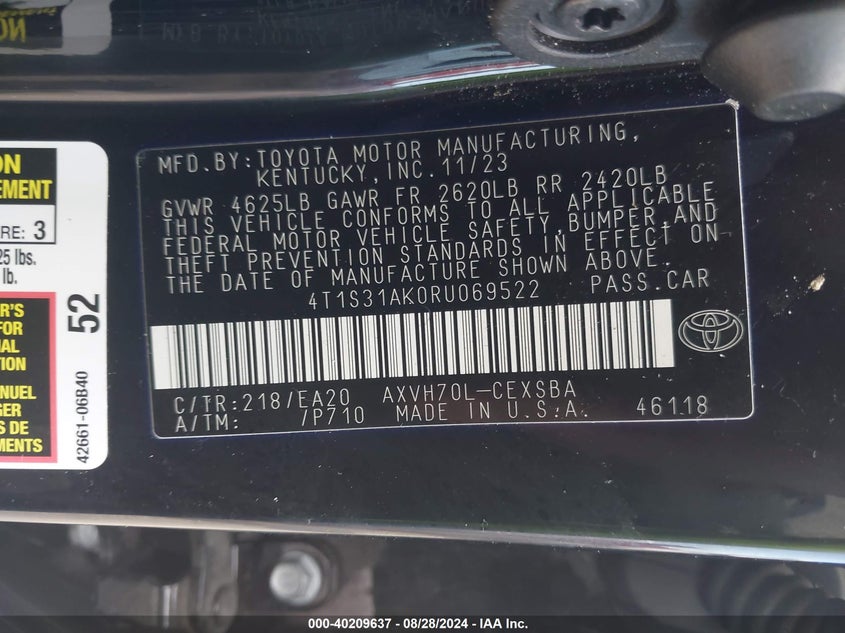 MFD.BY:TOYOTA MOTOR MANUFACTURING,
KENTUCKY,INC.11/23
GVWR 4625LB GAWR FR 2620LB RR 2420LB
THIS VEHICLE CONFORMS TO ALL APPLICABLE
FEDERAL MOTOR VEHICLE SAFETY,BUMPER,AND
THEFT PREVENTION STANDARDS IN EFFECT ON
THE DATE OF MANUFACTURE SHOWN ABOVE.
4T1S31AK0RU069522 PASS.CAR
C/TR:218/EA20 AXVH70L-CEXSBA
A/TM: /P710 MADE IN U.S.A. 46118
ON
EMENT
RE: 3
25 lbs.
lb.
R'S
FOR
NAL
TION
ANUEL
GER
S DE
MENTS
52
42661-06B40
000-40209637 - 08/28/2024 - IAA Inc.